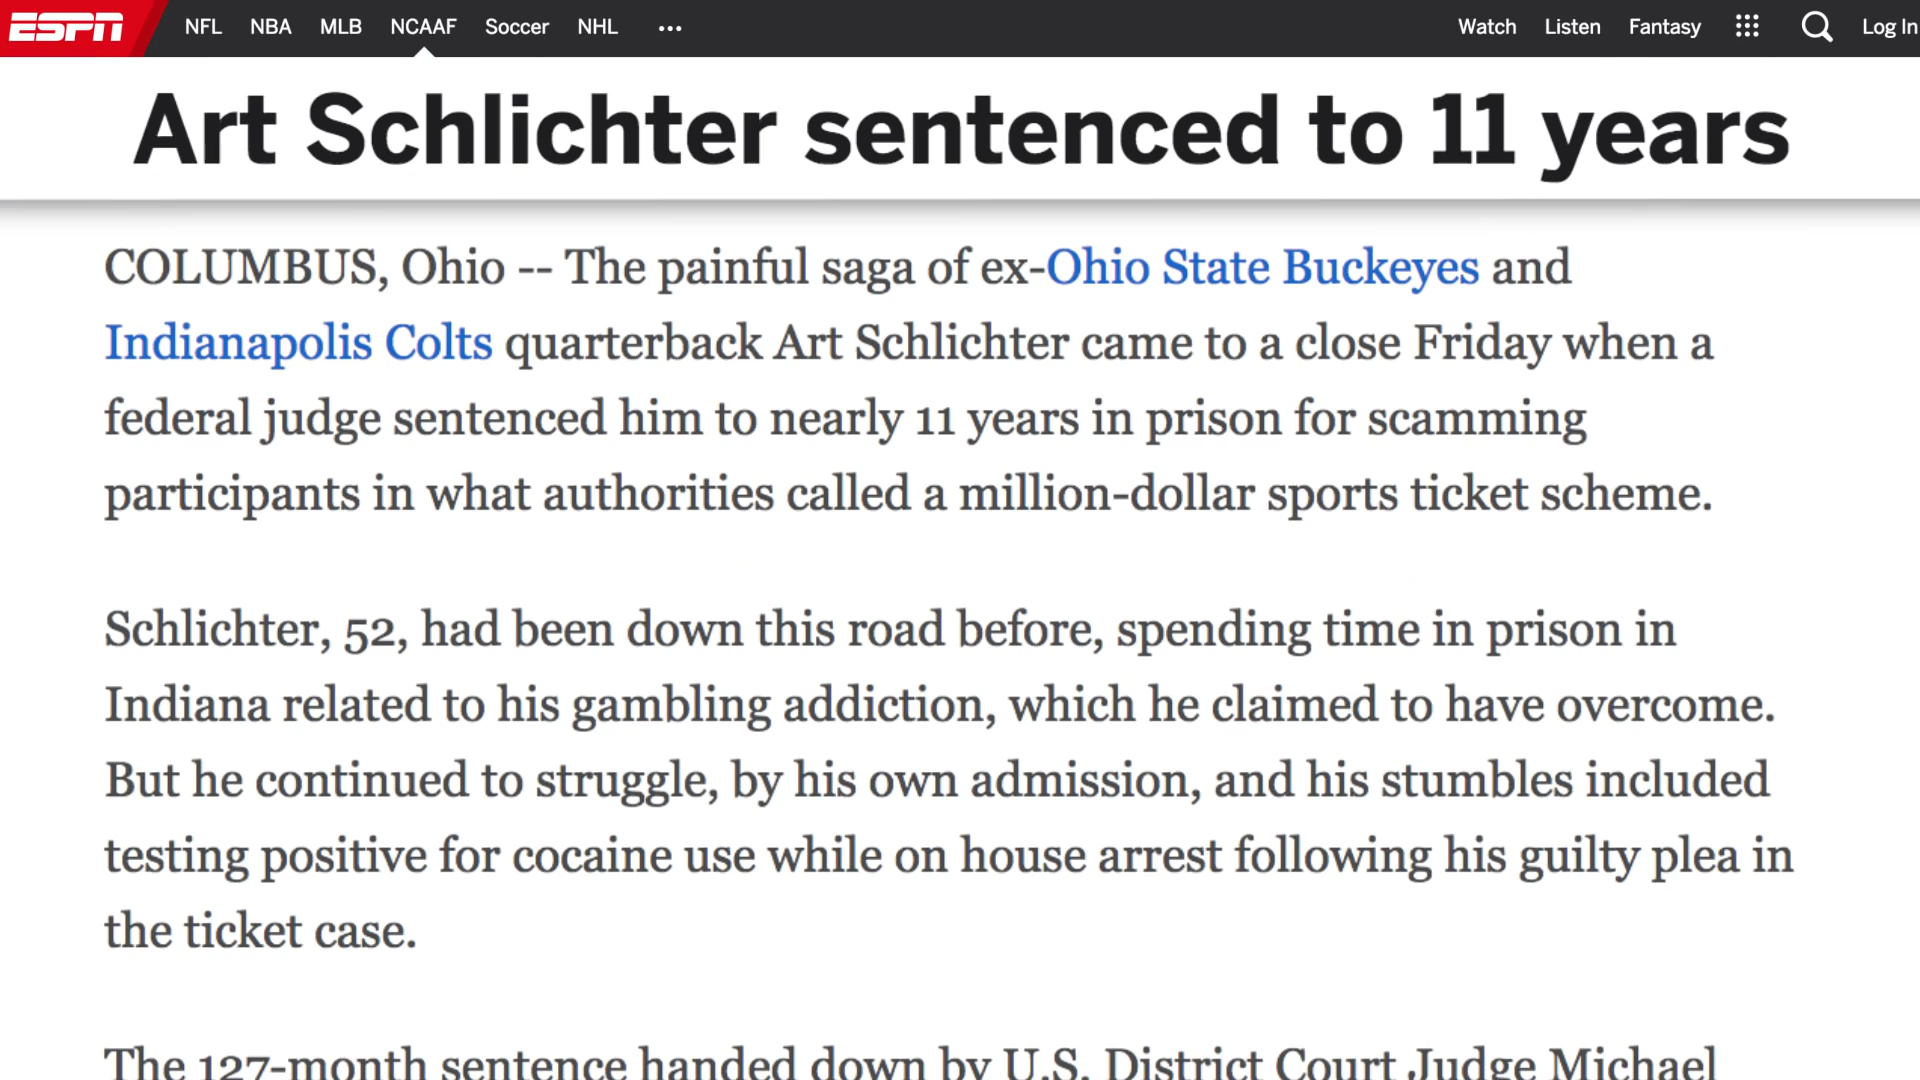 ESPN NFL NBA MLB NCAAF Soccer NHL ••• Watch Listen Fantasy Log In
Art Schlichter sentenced to 11 years
COLUMBUS, Ohio -- The painful saga of ex-Ohio State Buckeyes and
Indianapolis Colts quarterback Art Schlichter came to a close Friday when a
federal judge sentenced him to nearly 11 years in prison for scamming
participants in what authorities called a million-dollar sports ticket scheme.
Schlichter, 52, had been down this road before, spending time in prison in
Indiana related to his gambling addiction, which he claimed to have overcome.
But he continued to struggle, by his own admission, and his stumbles included
testing positive for cocaine use while on house arrest following his guilty plea in
the ticket case.
The 127-month sentence handed down by U.S. District Court Judge Michael